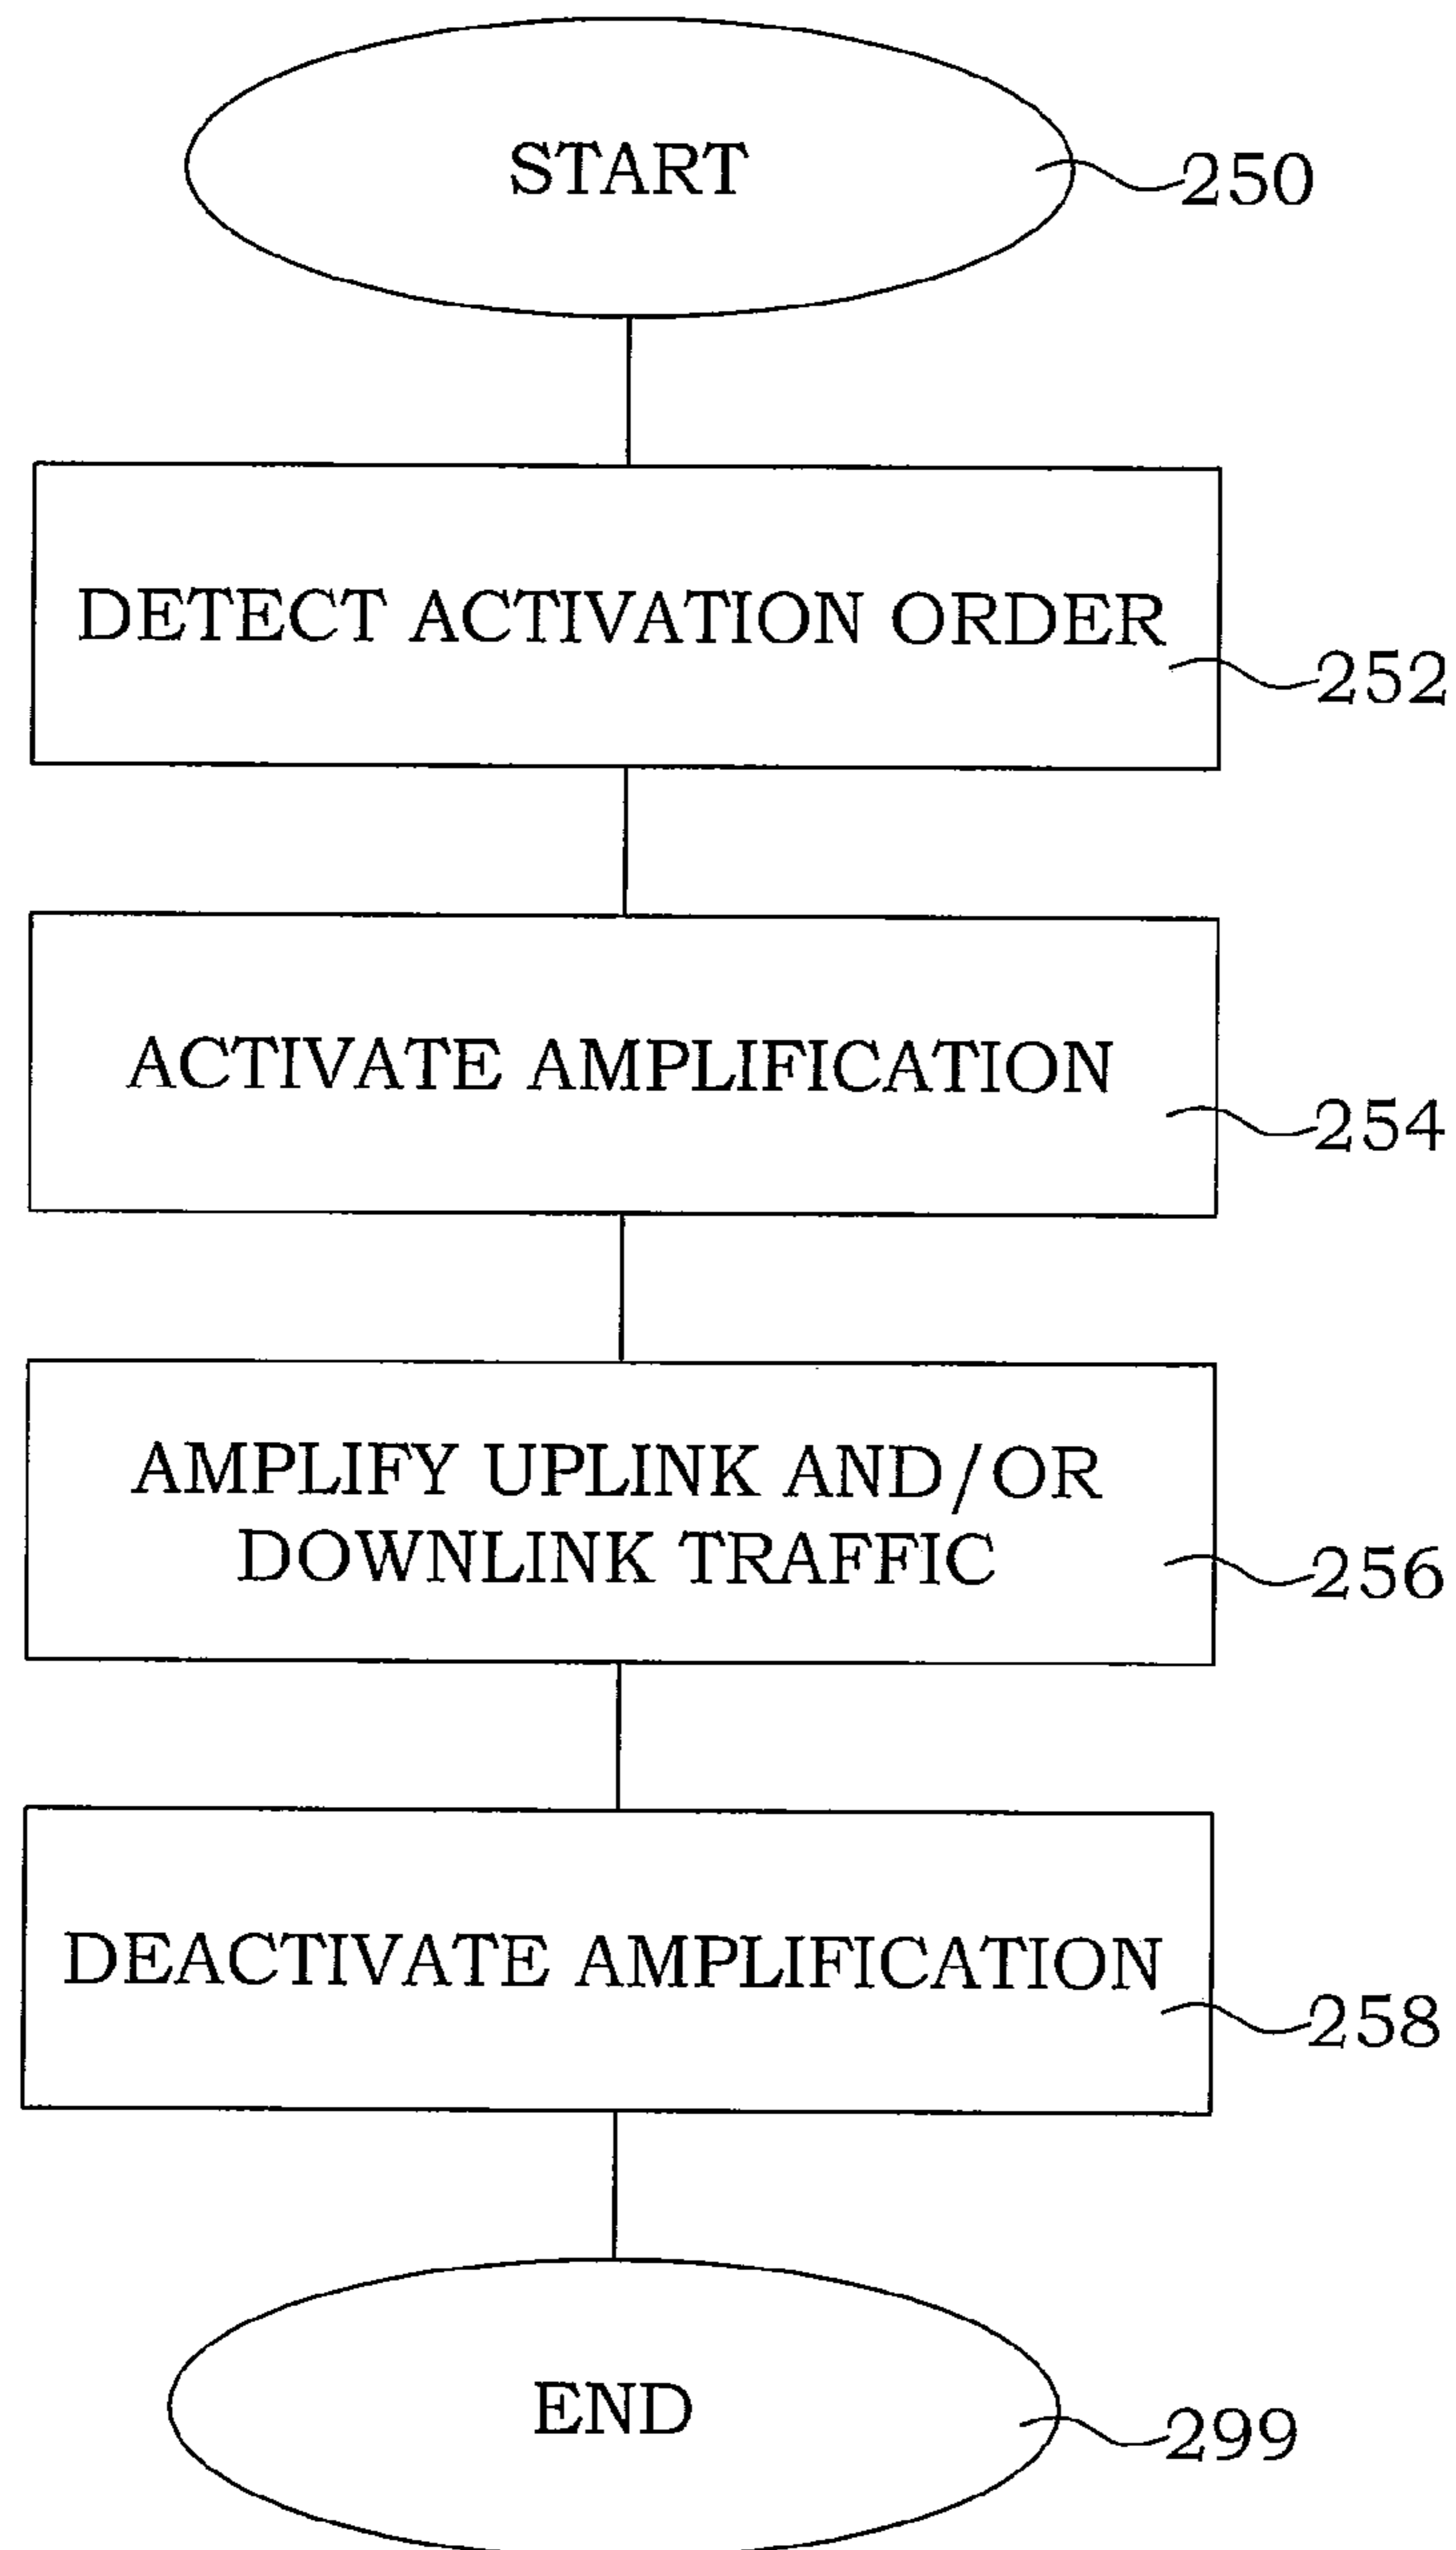 START
250
DETECT ACTIVATION ORDER
252
ACTIVATE AMPLIFICATION
254
AMPLIFY UPLINK AND/OR
DOWNLINK TRAFFIC
256
DEACTIVATE AMPLIFICATION
258
END
299